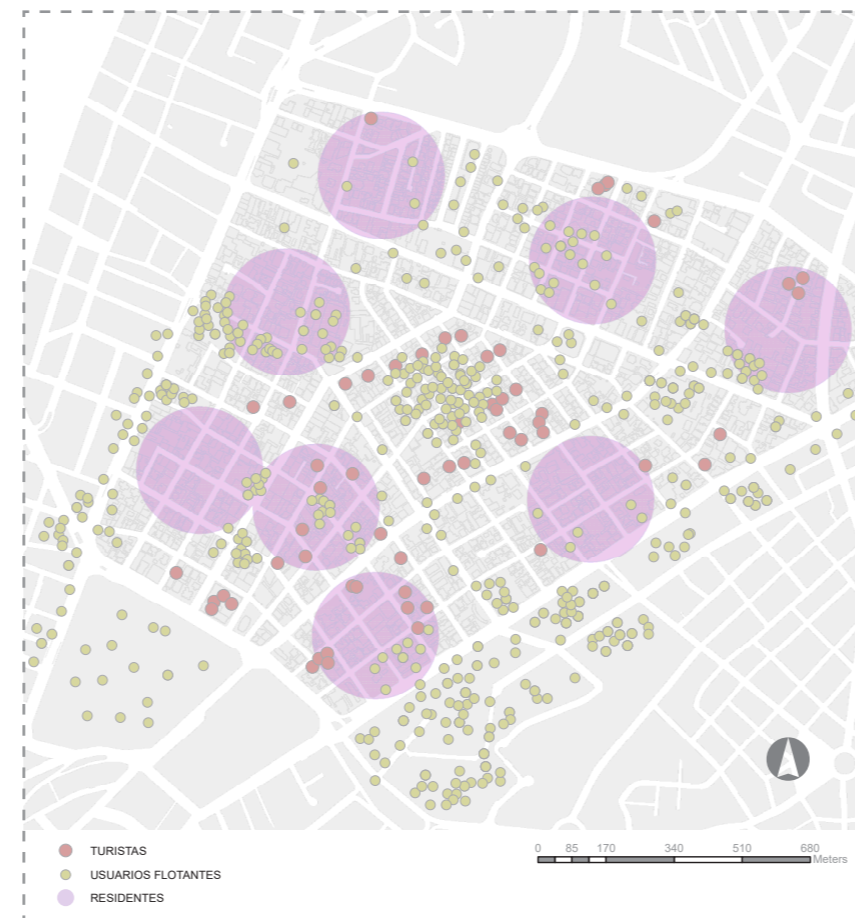 TURISTAS
USUARIOS FLOTANTES
RESIDENTES
0 85 170 340 510 680
Meters